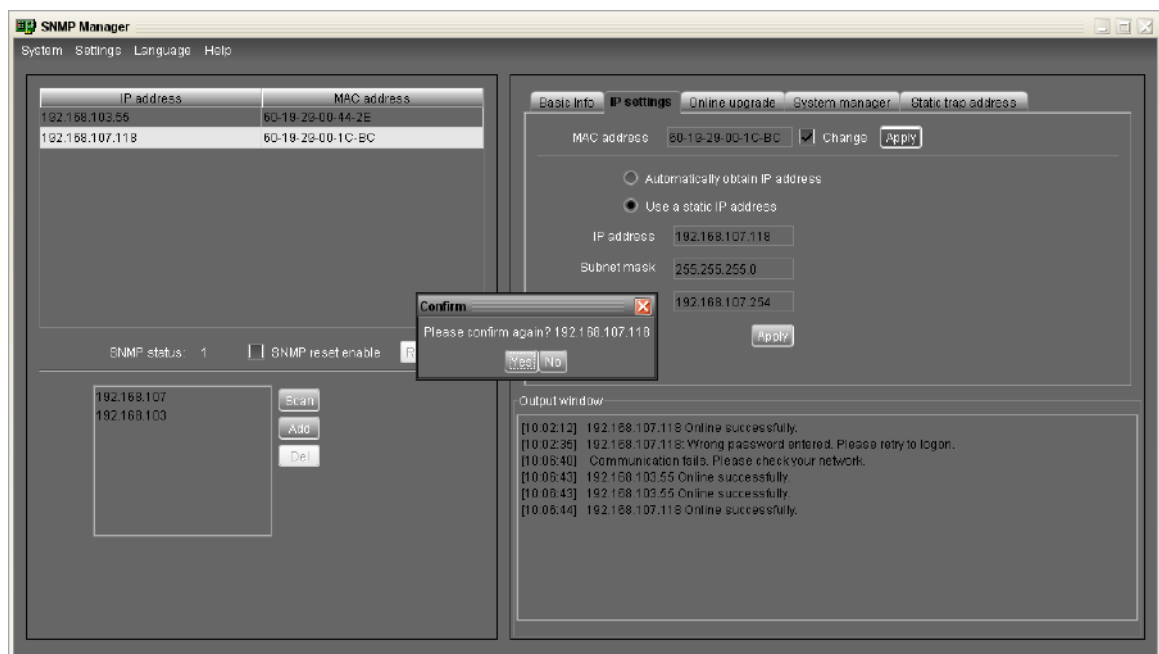 SNMP Manager
System Settings Language Help
IP address MAC address
192.168.103.55 60-19-29-00-44-2E
192.168.107.118 60-19-29-00-1C-BC
SNMP status: 1 SNMP reset enable
192.168.107
192.168.103
Scan
Add
Del
Basic Info IP settings Online upgrade System manager Static trap address
MAC address 60-19-29-00-1C-BC Change Apply
Automatically obtain IP address
Use a static IP address
IP address 192.168.107.118
Subnet mask 255.255.255.0
192.168.107.254
Apply
Confirm
Please confirm again? 192.168.107.118
Yes No
Output window
[10:02:12] 192.168.107.118 Online successfully.
[10:02:35] 192.168.107.118: Wrong password entered. Please retry to logon.
[10:06:40] Communication fails. Please check your network.
[10:06:43] 192.168.103.55 Online successfully.
[10:06:43] 192.168.103.55 Online successfully.
[10:06:44] 192.168.107.118 Online successfully.